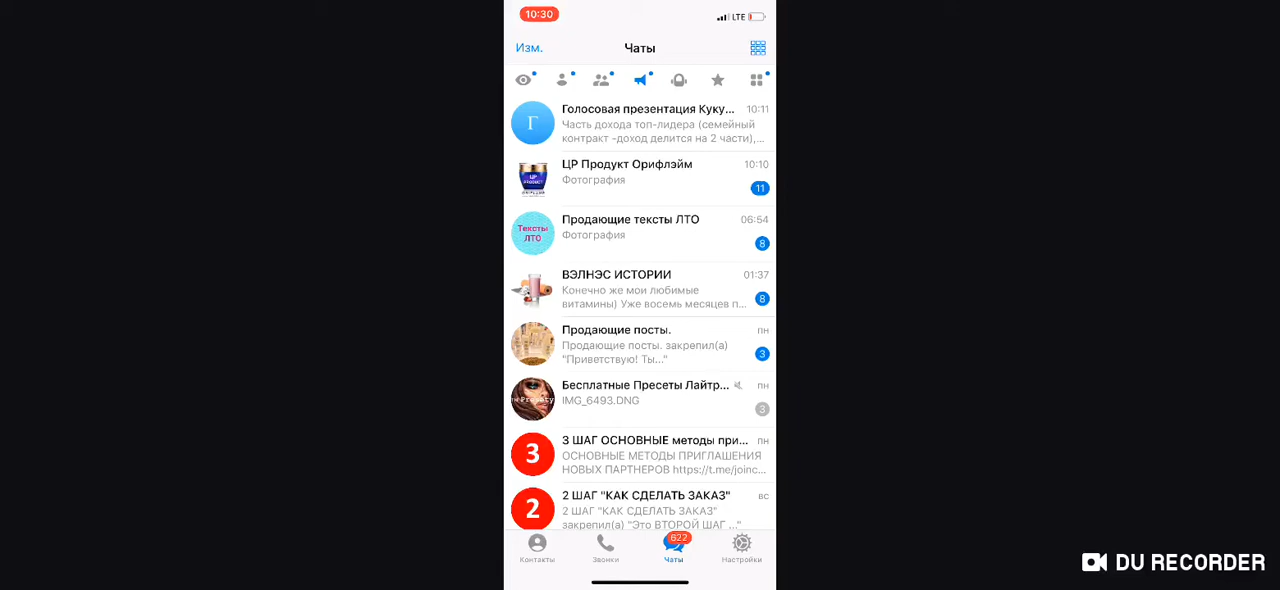 10:30
LTE
Изм.
Чаты
Голосовая презентация Куку...
10:11
Часть дохода топ-лидера (семейный
контракт -доход делится на 2 части),...
ЦР Продукт Орифлэйм
10:10
Фотография
11
Продающие тексты ЛТО
06:54
Тексты
ЛТО
Фотография
8
ВЭЛНЭС ИСТОРИИ
01:37
Конечно же мои любимые
витамины) Уже восемь месяцев п...
8
Продающие посты.
пн
Продающие посты. закрепил(а)
"Приветствую! Ты..."
3
Бесплатные Пресеты Лайтр...
пн
IMG_6493.DNG
3
3 ШАГ ОСНОВНЫЕ методы при...
пн
3
ОСНОВНЫЕ МЕТОДЫ ПРИГЛАШЕНИЯ
НОВЫХ ПАРТНЕРОВ https://t.me/joinc...
2 ШАГ "КАК СДЕЛАТЬ ЗАКАЗ"
вс
2
2 ШАГ "КАК СДЕЛАТЬ ЗАКАЗ"
закрепил(а) "Это ВТОРОЙ ШАГ ..."
622
Контакты
Звонки
Чаты
Настройки
DU RECORDER